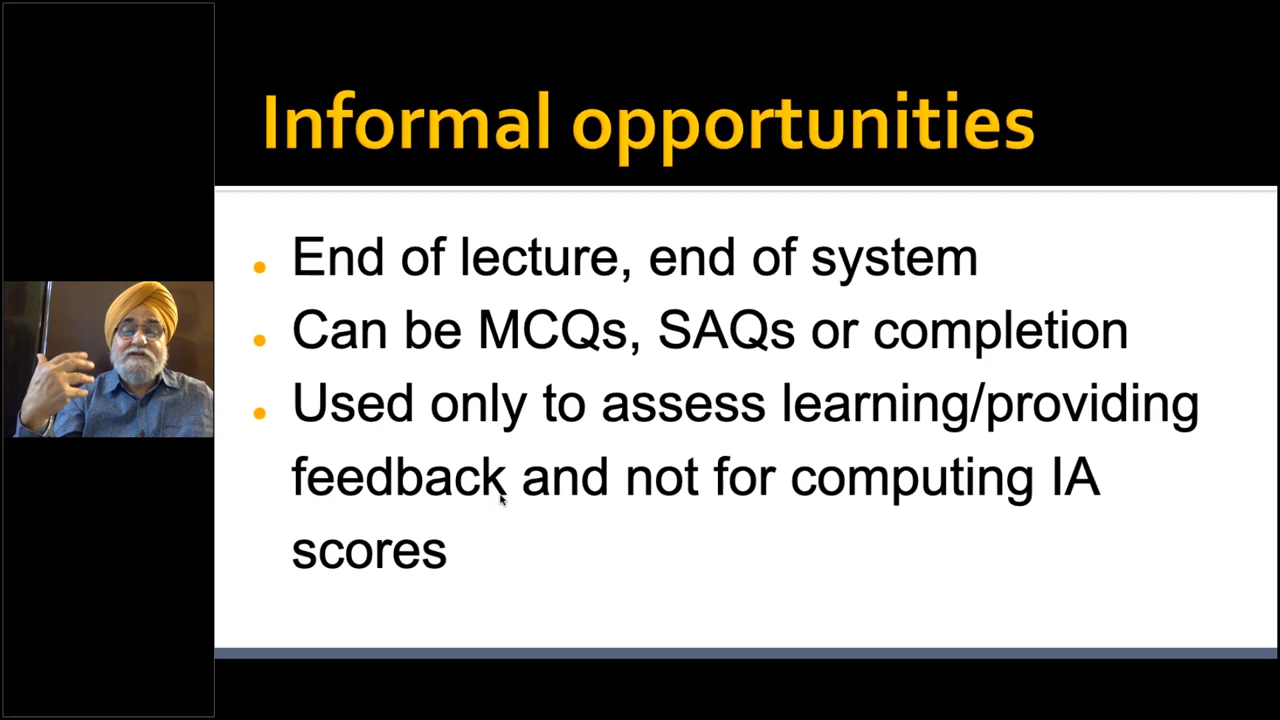 Informal opportunities
End of lecture, end of system
Can be MCQs, SAQs or completion
Used only to assess learning/providing
feedback and not for computing IA
scores